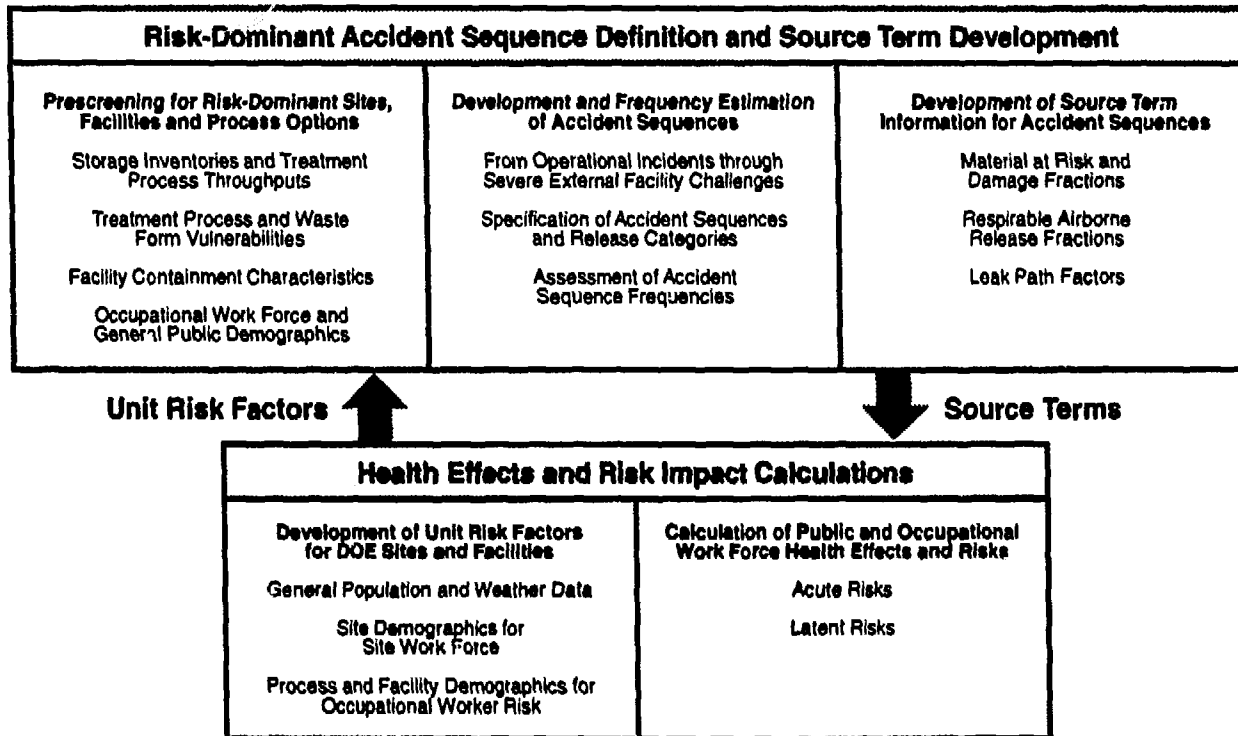 Risk-Dominant Accident Sequence Definition and Source Term Development
Prescreening for Risk-Dominant Sites,
Facilities and Process Options
Storage Inventories and Treatment
Process Throughputs
Treatment Process and Waste
Form Vulnerabilities
Facility Containment Characteristics
Occupational Work Force and
General Public Demographics
Development and Frequency Estimation
of Accident Sequences
From Operational Incidents through
Severe External Facility Challenges
Specification of Accident Sequences
and Release Categories
Assessment of Accident
Sequence Frequencies
Development of Source Term
Information for Accident Sequences
Material at Risk and
Damage Fractions
Respirable Airborne
Release Fractions
Leak Path Factors
Unit Risk Factors
Source Terms
Health Effects and Risk Impact Calculations
Development of Unit Risk Factors
for DOE Sites and Facilities
General Population and Weather Data
Site Demographics for
Site Work Force
Process and Facility Demographics for
Occupational Worker Risk
Calculation of Public and Occupational
Work Force Health Effects and Risks
Acute Risks
Latent Risks